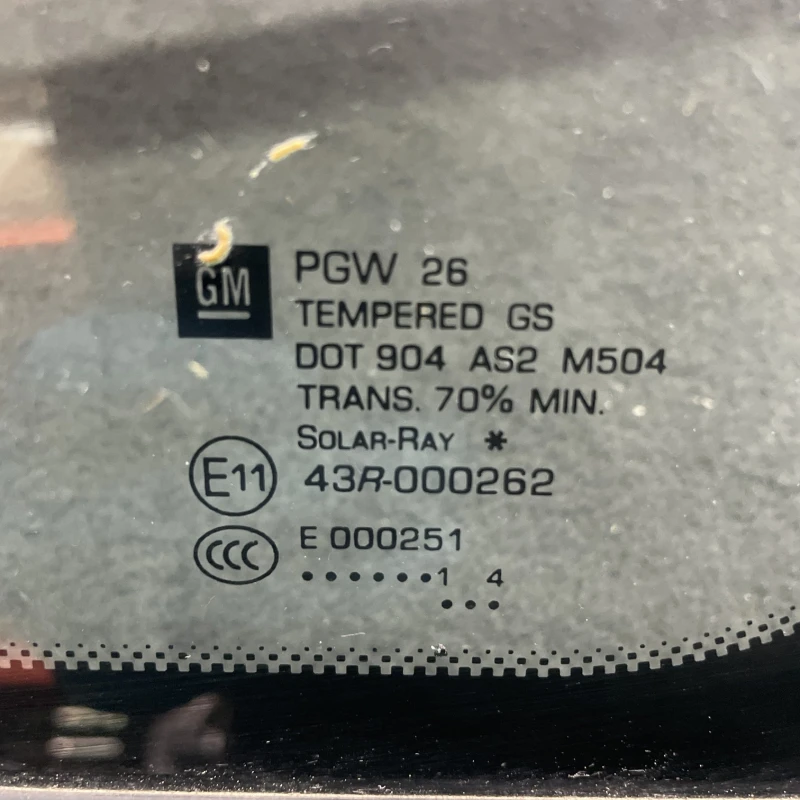 GM
PGW 26
TEMPERED GS
DOT 904 AS2 M504
TRANS. 70% MIN.
SOLAR-RAY *
E11 43R-000262
CCC E 000251
••••••1 4
•••